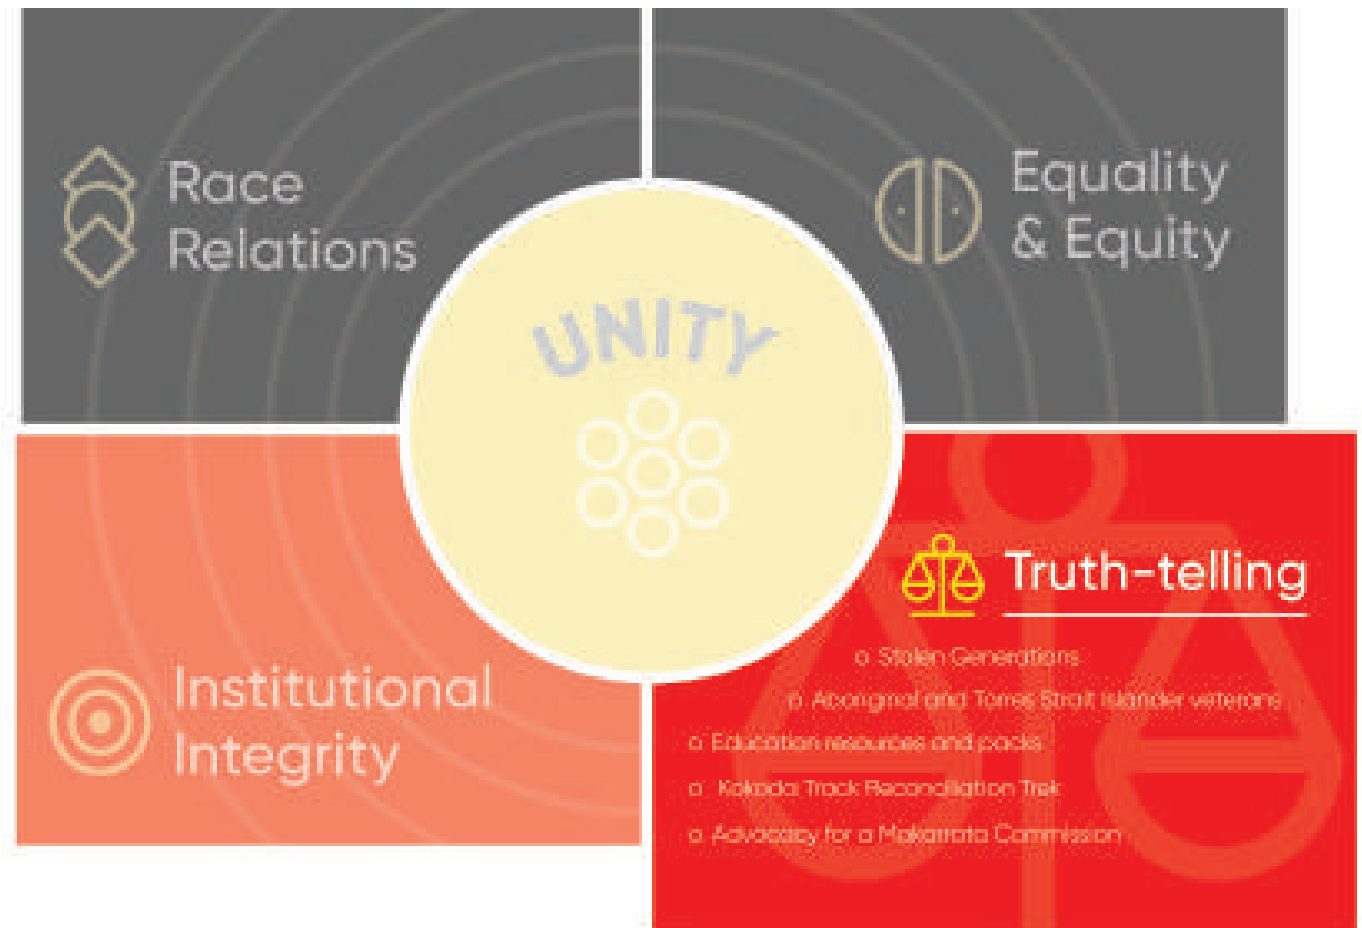 Race
Relations
Equality
& Equity
UNITY
Institutional
Integrity
Truth-telling
o Stolen Generations
o Aboriginal and Torres Strait Islander veterans
o Education resources and packs
o Kokoda Track Reconciliation Trek
o Advocacy for a Makarrata Commisson